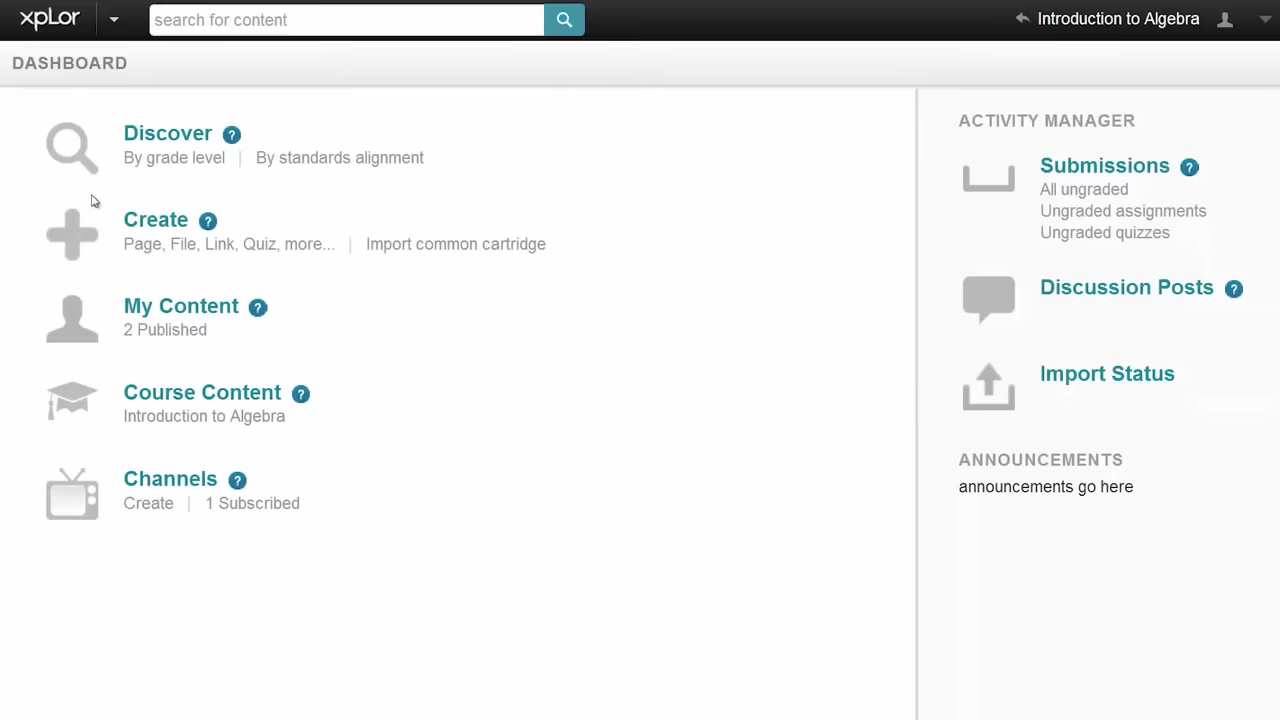 xpLor
search for content
Introduction to Algebra
DASHBOARD
Discover ?
By grade level | By standards alignment
Create ?
Page, File, Link, Quiz, more... | Import common cartridge
My Content ?
2 Published
Course Content ?
Introduction to Algebra
Channels ?
Create | 1 Subscribed
ACTIVITY MANAGER
Submissions ?
All ungraded
Ungraded assignments
Ungraded quizzes
Discussion Posts ?
Import Status
ANNOUNCEMENTS
announcements go here